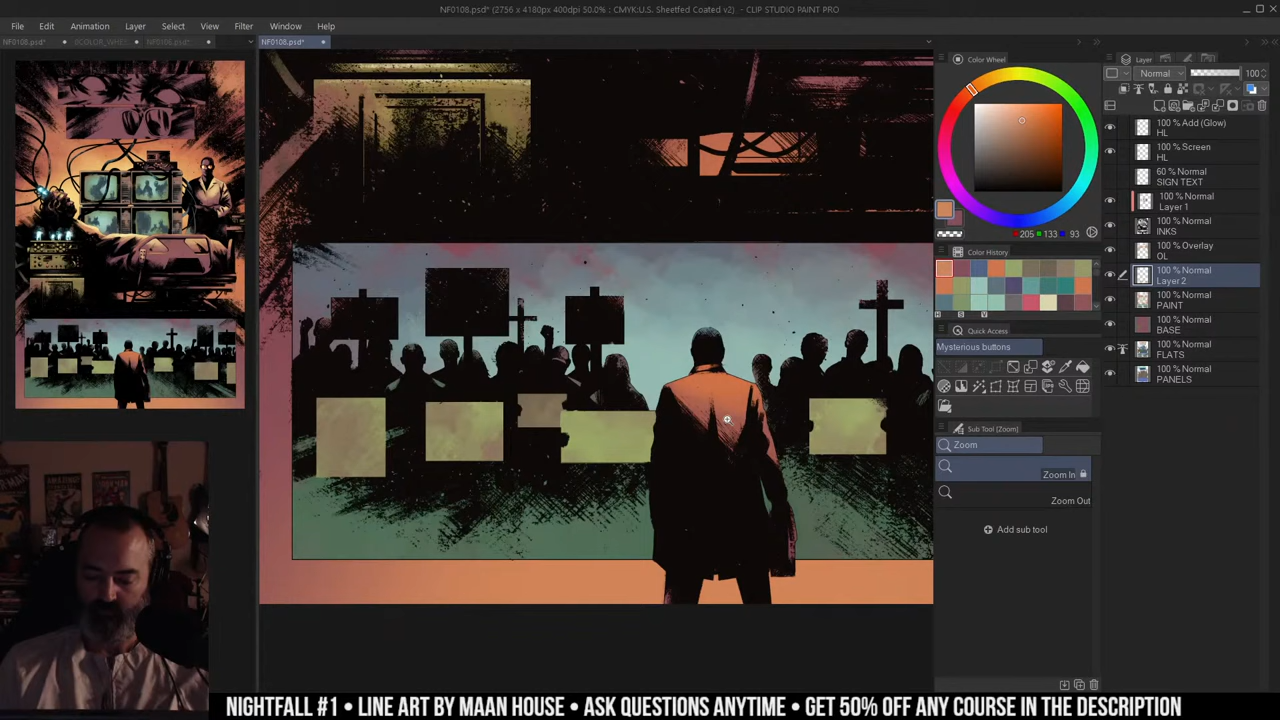 NF0108.psd* (2756 x 4180px 400dpi 50.0% : CMYK:U.S. Sheetfed Coated v2) - CLIP STUDIO PAINT PRO
File Edit Animation Layer Select View Filter Window Help
NF0108.psd* NF0106.psd* NF0108.psd*
Color Wheel
205 133 93
Color History
H S V
Quick Access
Mysterious buttons
Sub Tool [Zoom]
Zoom
Zoom In
Zoom Out
Add sub tool
Layer
Normal 100
100 % Add (Glow)
HL
100 % Screen
HL
60 % Normal
SIGN TEXT
100 % Normal
Layer 1
100 % Normal
INKS
100 % Overlay
OL
100 % Normal
Layer 2
100 % Normal
PAINT
100 % Normal
BASE
100 % Normal
FLATS
100 % Normal
PANELS
NIGHTFALL #1 • LINE ART BY MAAN HOUSE • ASK QUESTIONS ANYTIME • GET 50% OFF ANY COURSE IN THE DESCRIPTION